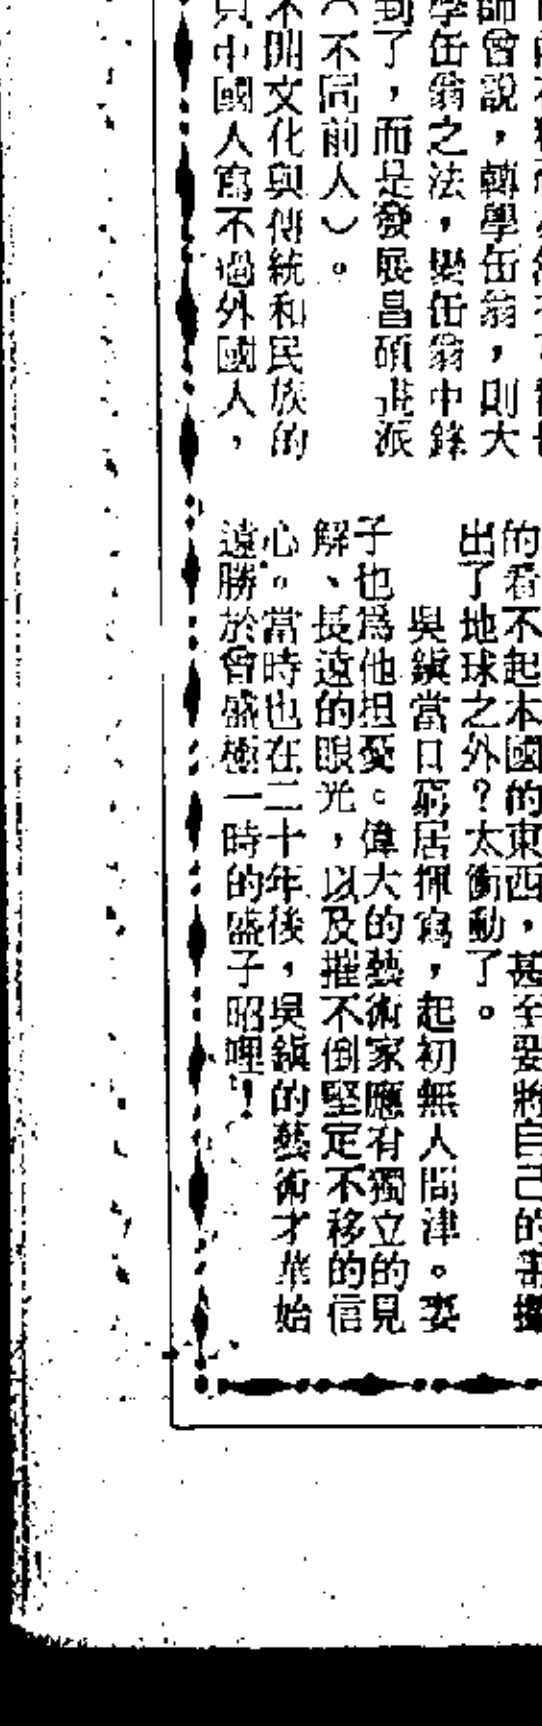 師曾說，轉學缶翁，則大
學缶翁之法，變缶翁中鋒
到了，而是發展昌碩畫派
（不同前人）。
不開文化與傳統和民族的
中國人寫不過外國人，
的看不起本國的東西，甚至要將自己的
出了地球之外？太衝動了。
吳鎮當日窮居揮寫，起初無人問津。妻
子也爲他担憂。偉大的藝術家應有獨立的見
解、長遠的眼光，以及摧不倒堅定不移的信
心。當時也在二十年後，吳鎮的藝術才華始
遠勝於曾盛極一時的盛子昭哩！